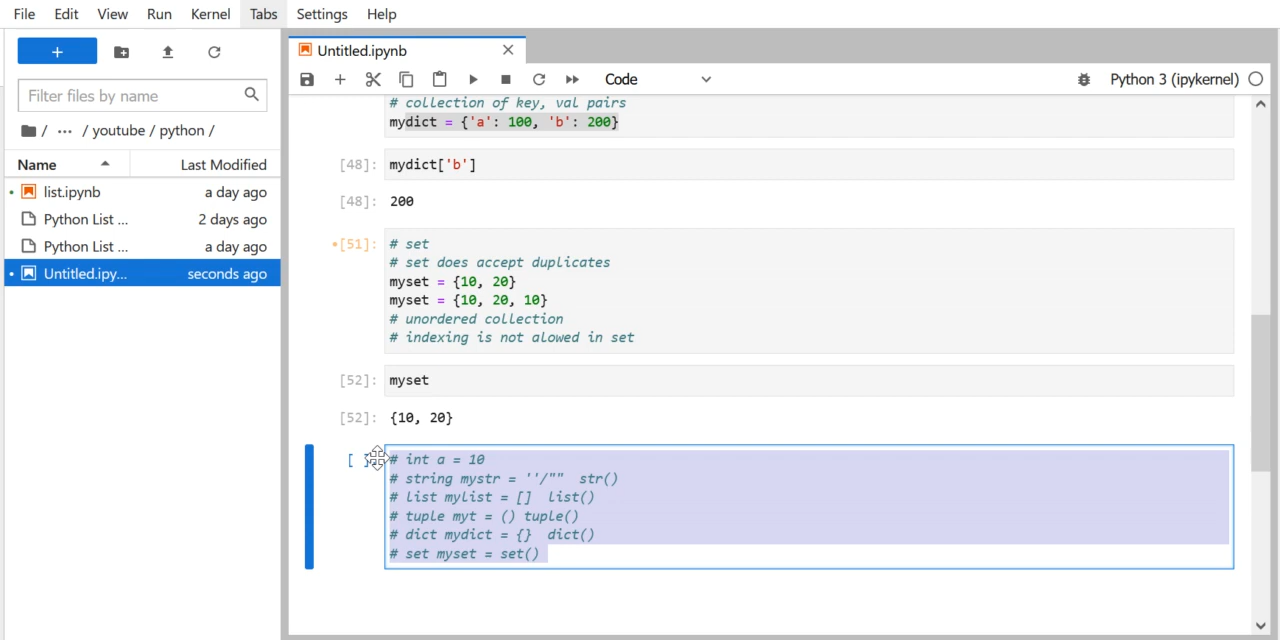 File Edit View Run Kernel Tabs Settings Help
+
Filter files by name
/ ··· / youtube / python /
Name Last Modified
list.ipynb a day ago
Python List ... 2 days ago
Python List ... a day ago
Untitled.ipy... seconds ago
Untitled.ipynb
Code Python 3 (ipykernel)
# collection of key, val pairs
mydict = {'a': 100, 'b': 200}
[48]: mydict['b']
[48]: 200
•[51]: # set
# set does accept duplicates
myset = {10, 20}
myset = {10, 20, 10}
# unordered collection
# indexing is not alowed in set
[52]: myset
[52]: {10, 20}
[ ]: # int a = 10
# string mystr = ''/"" str()
# list mylist = [] list()
# tuple myt = () tuple()
# dict mydict = {} dict()
# set myset = set()